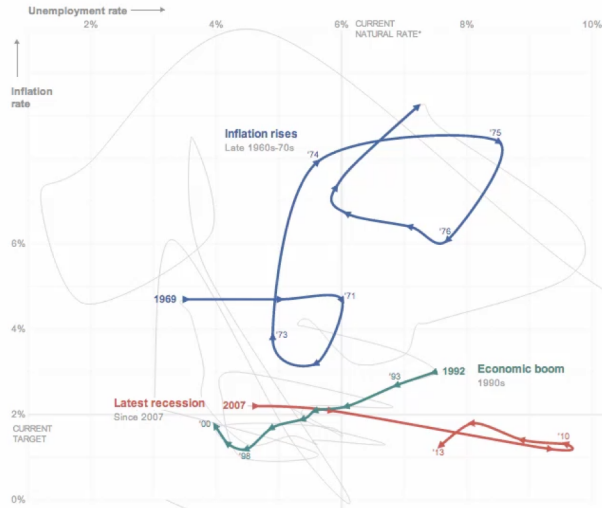 Unemployment rate
2%
4%
6%
CURRENT
NATURAL RATE*
8%
10%
Inflation
rate
Inflation rises
Late 1960s-70s
'74
'75
'76
6%
1969
'71
'73
4%
'93
1992
Economic boom
1990s
Latest recession
2007
Since 2007
2%
'00
CURRENT
TARGET
'98
'10
'13
0%